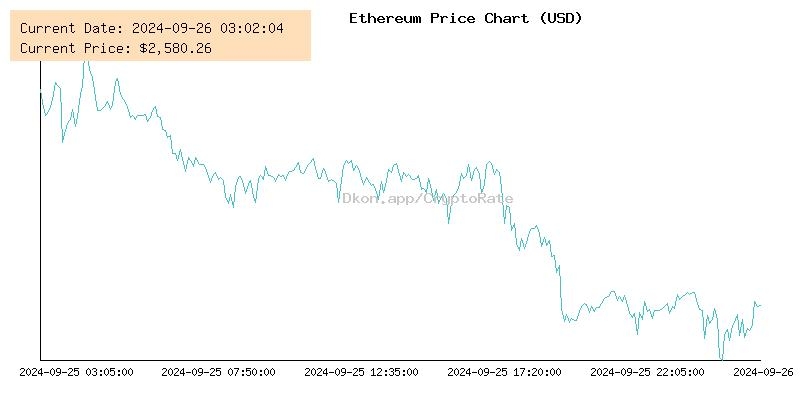 Ethereum Price Chart (USD)
Current Date: 2024-09-26 03:02:04
Current Price: $2,580.26
Dkon.app/CryptoRate
2024-09-25 03:05:00 2024-09-25 07:50:00 2024-09-25 12:35:00 2024-09-25 17:20:00 2024-09-25 22:05:00 2024-09-26